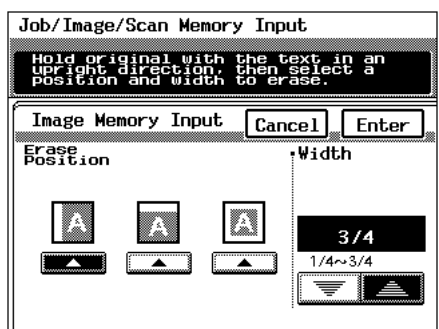 Job/Image/Scan Memory Input
Hold original with the text in an
upright direction, then select a
position and width to erase.
Image Memory Input
Cancel
Enter
Erase
Position
Width
A
A
A
3/4
1/4~3/4